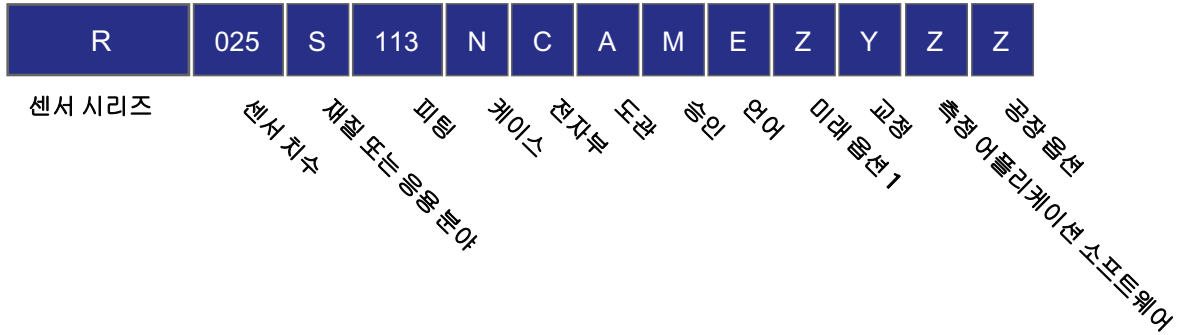 R 025 S 113 N C A M E Z Y Z Z
센서 시리즈
센서 치수
재질 또는 응용 분야
피팅
케이스
전자부
도관
승인
언어
미래 옵션 1
교정
측정 어플리케이션 소프트웨어
공장 옵션